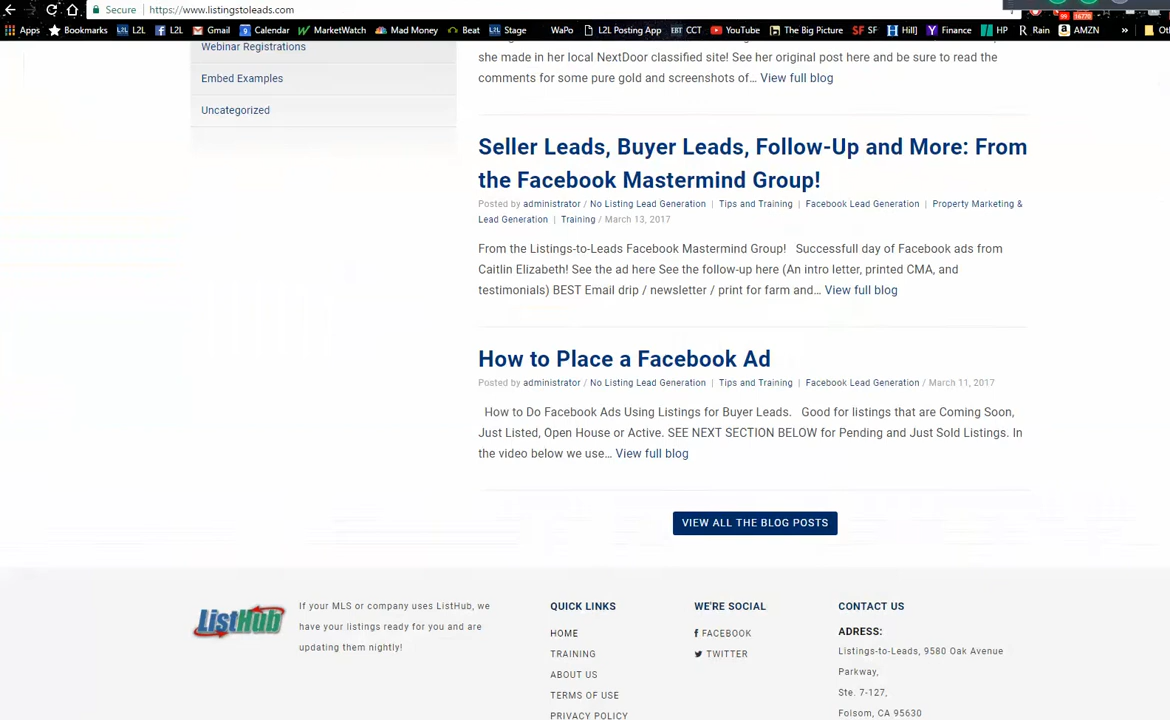 Secure https://www.listingstoleads.com
Apps Bookmarks L2L L2L Gmail Calendar MarketWatch Mad Money Beat Stage WaPo L2L Posting App CCT YouTube The Big Picture SF Hill] Finance HP Rain AMZN »
Webinar Registrations
Embed Examples
Uncategorized
she made in her local NextDoor classified site! See her original post here and be sure to read the
comments for some pure gold and screenshots of... View full blog
Seller Leads, Buyer Leads, Follow-Up and More: From
the Facebook Mastermind Group!
Posted by administrator / No Listing Lead Generation | Tips and Training | Facebook Lead Generation | Property Marketing &
Lead Generation | Training / March 13, 2017
From the Listings-to-Leads Facebook Mastermind Group! Successfull day of Facebook ads from
Caitlin Elizabeth! See the ad here See the follow-up here (An intro letter, printed CMA, and
testimonials) BEST Email drip / newsletter / print for farm and... View full blog
How to Place a Facebook Ad
Posted by administrator / No Listing Lead Generation | Tips and Training | Facebook Lead Generation / March 11, 2017
How to Do Facebook Ads Using Listings for Buyer Leads. Good for listings that are Coming Soon,
Just Listed, Open House or Active. SEE NEXT SECTION BELOW for Pending and Just Sold Listings. In
the video below we use... View full blog
VIEW ALL THE BLOG POSTS
ListHub
If your MLS or company uses ListHub, we
have your listings ready for you and are
updating them nightly!
QUICK LINKS
HOME
TRAINING
ABOUT US
TERMS OF USE
PRIVACY POLICY
WE'RE SOCIAL
FACEBOOK
TWITTER
CONTACT US
ADRESS:
Listings-to-Leads, 9580 Oak Avenue
Parkway,
Ste. 7-127,
Folsom, CA 95630